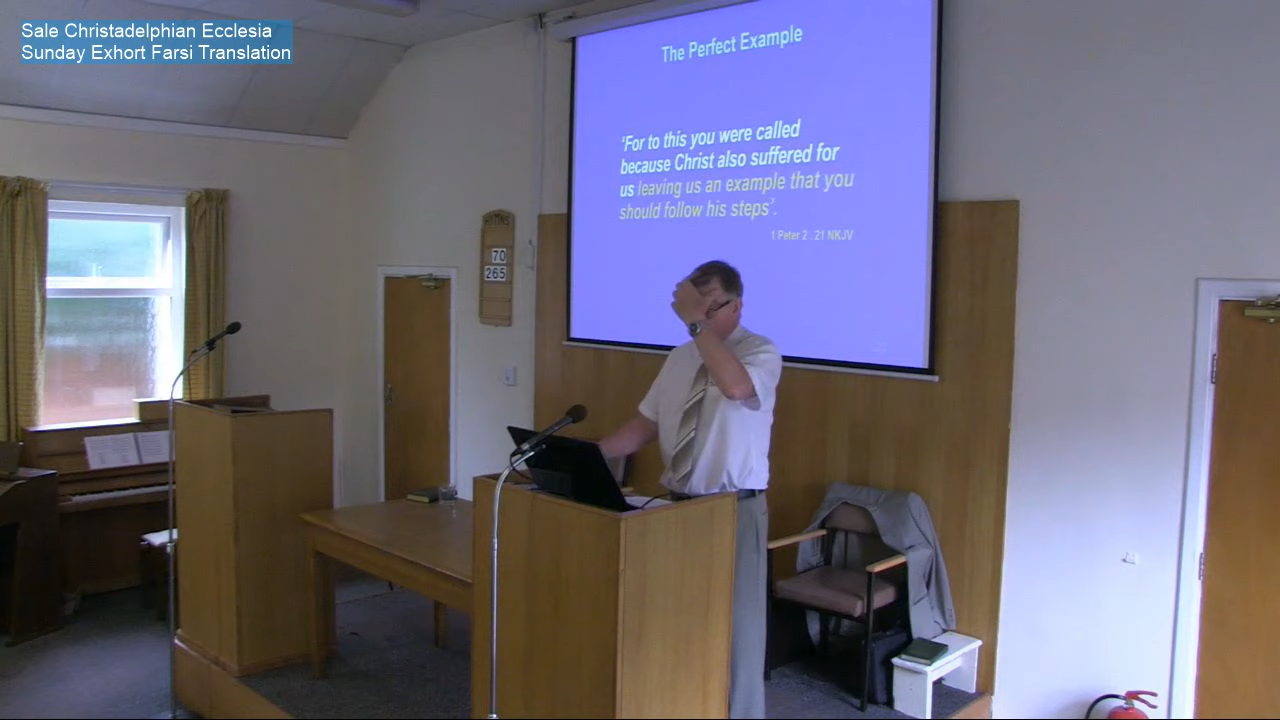 Sale Christadelphian Ecclesia
Sunday Exhort Farsi Translation
The Perfect Example
‘For to this you were called
because Christ also suffered for
us leaving us an example that you
should follow his steps’.
1 Peter 2 . 21 NKJV
HYMNS
70
265